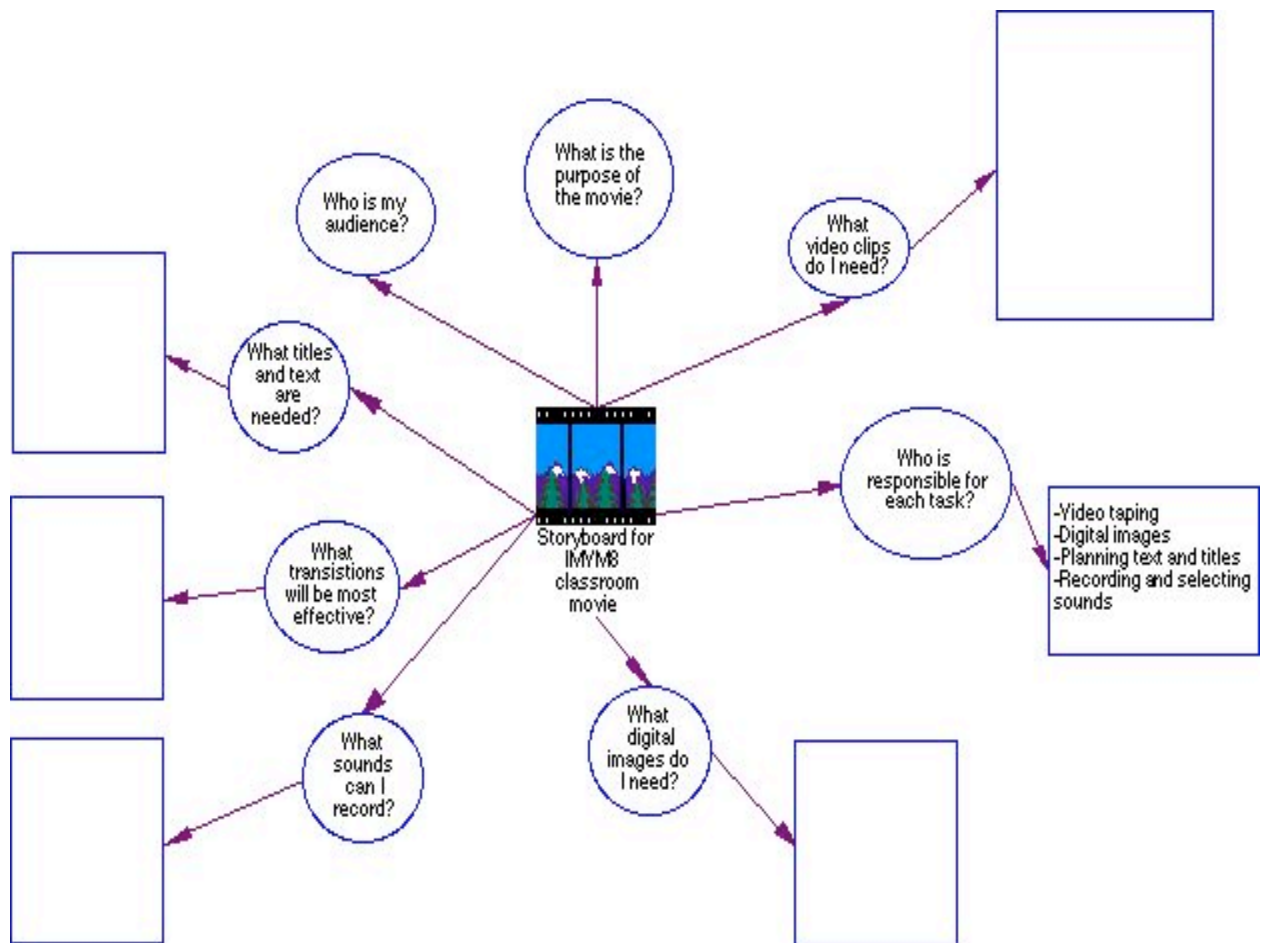 What is the
purpose of
the movie?
Who is my
audience?
What
video clips
do I need?
What titles
and text
are
needed?
Who is
responsible for
each task?
-Video taping
-Digital images
-Planning text and titles
-Recording and selecting
sounds
Storyboard for
IMYM8
classroom
movie
What
transistions
will be most
effective?
What
sounds
can I
record?
What
digital
images do
I need?